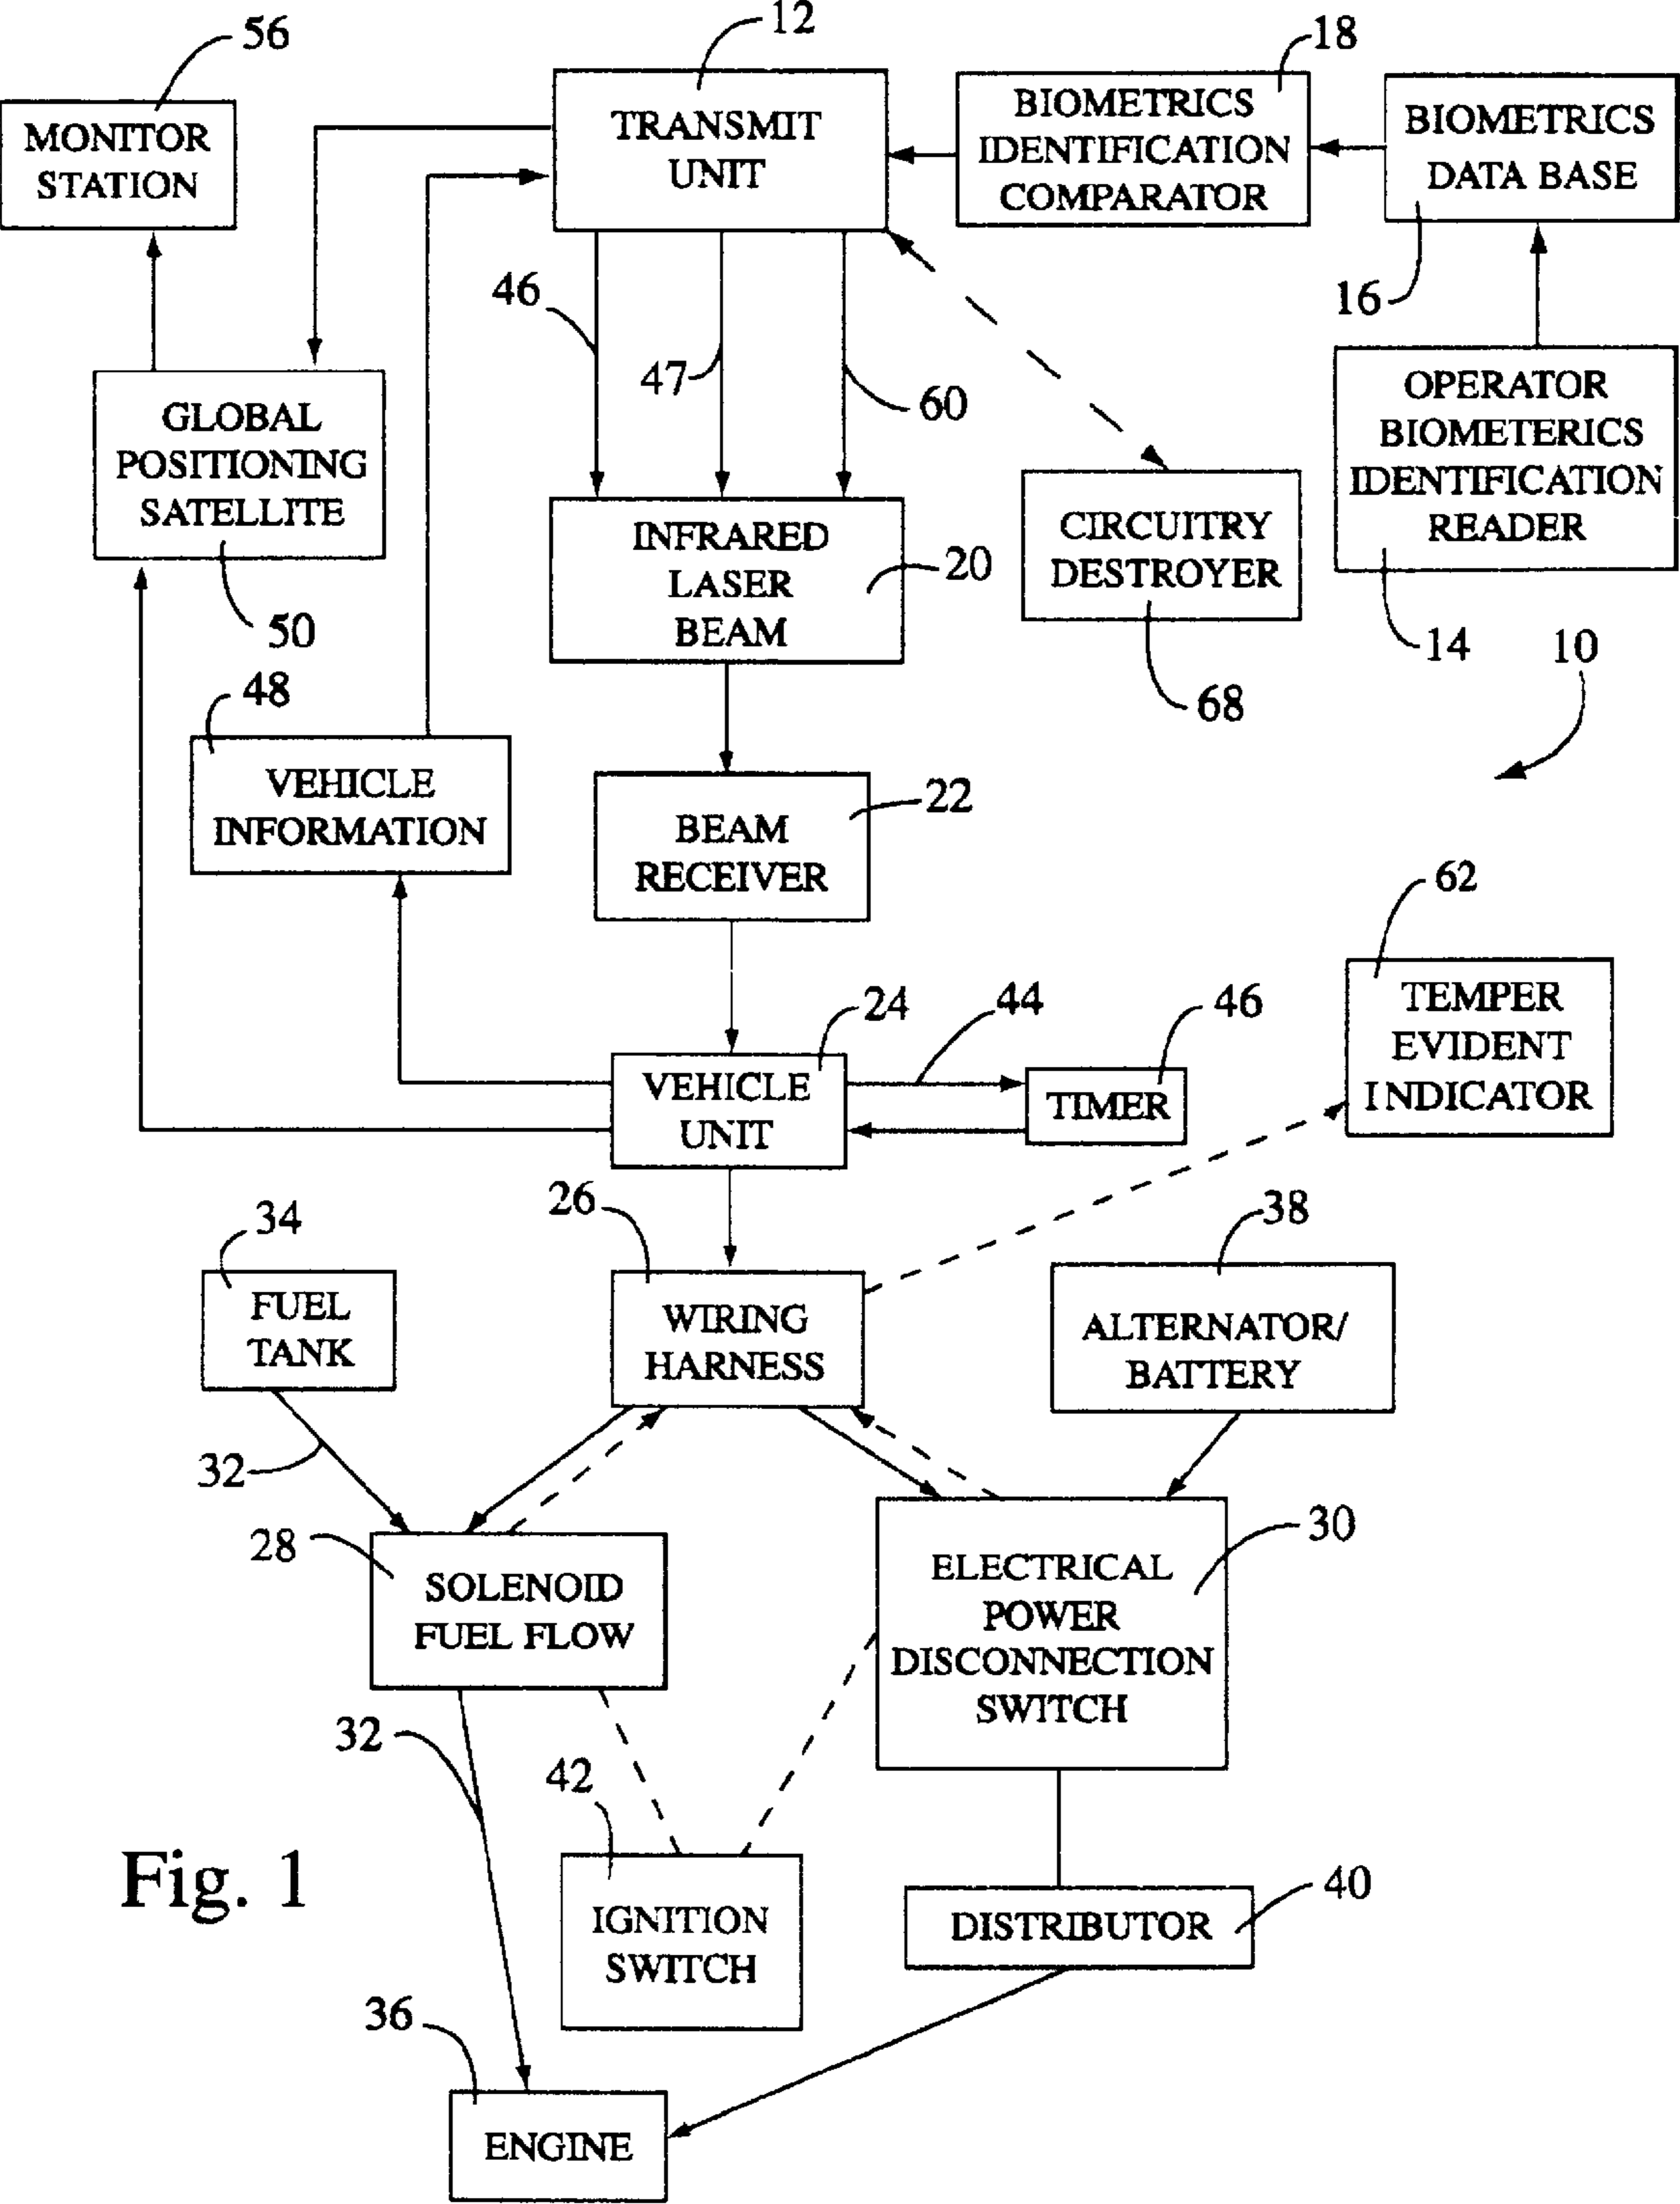 12
56
18
MONITOR
STATION
TRANSMIT
UNIT
BIOMETRICS
IDENTIFICATION
COMPARATOR
BIOMETRICS
DATA BASE
46
47
60
16
GLOBAL
POSITIONING
SATELLITE
OPERATOR
BIOMETERICS
IDENTIFICATION
READER
INFRARED
LASER
BEAM
20
CIRCUITRY
DESTROYER
50
14
10
48
68
VEHICLE
INFORMATION
BEAM
RECEIVER
22
62
24
44
46
TEMPER
EVIDENT
INDICATOR
VEHICLE
UNIT
TIMER
34
26
38
FUEL
TANK
WIRING
HARNESS
ALTERNATOR/
BATTERY
32
28
30
SOLENOID
FUEL FLOW
ELECTRICAL
POWER
DISCONNECTION
SWITCH
32
42
Fig. 1
40
IGNITION
SWITCH
DISTRIBUTOR
36
ENGINE